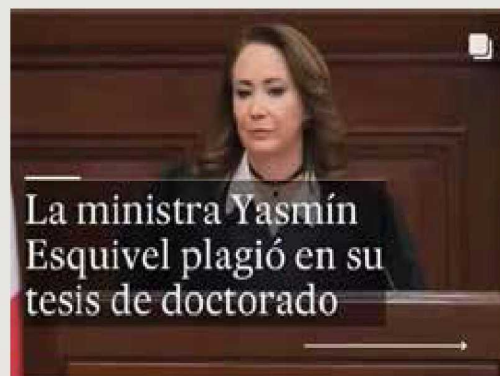 La ministra Yasmín
Esquivel plagió en su
tesis de doctorado